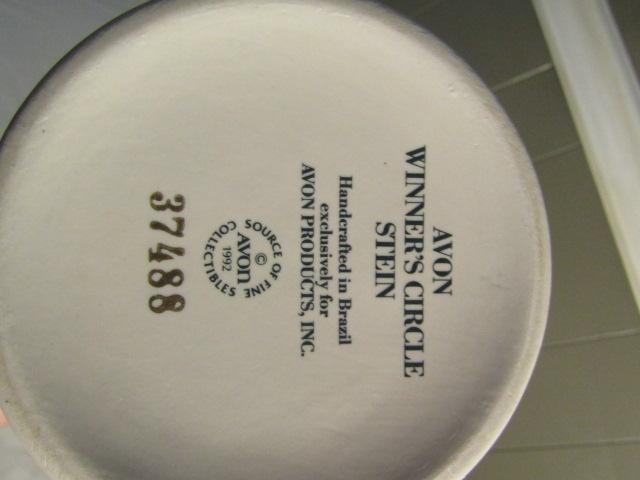 AVON
WINNER'S CIRCLE
STEIN
Handcrafted in Brazil
exclusively for
AVON PRODUCTS, INC.
SOURCE OF FINE
©
Avon
1992
COLLECTIBLES
37488